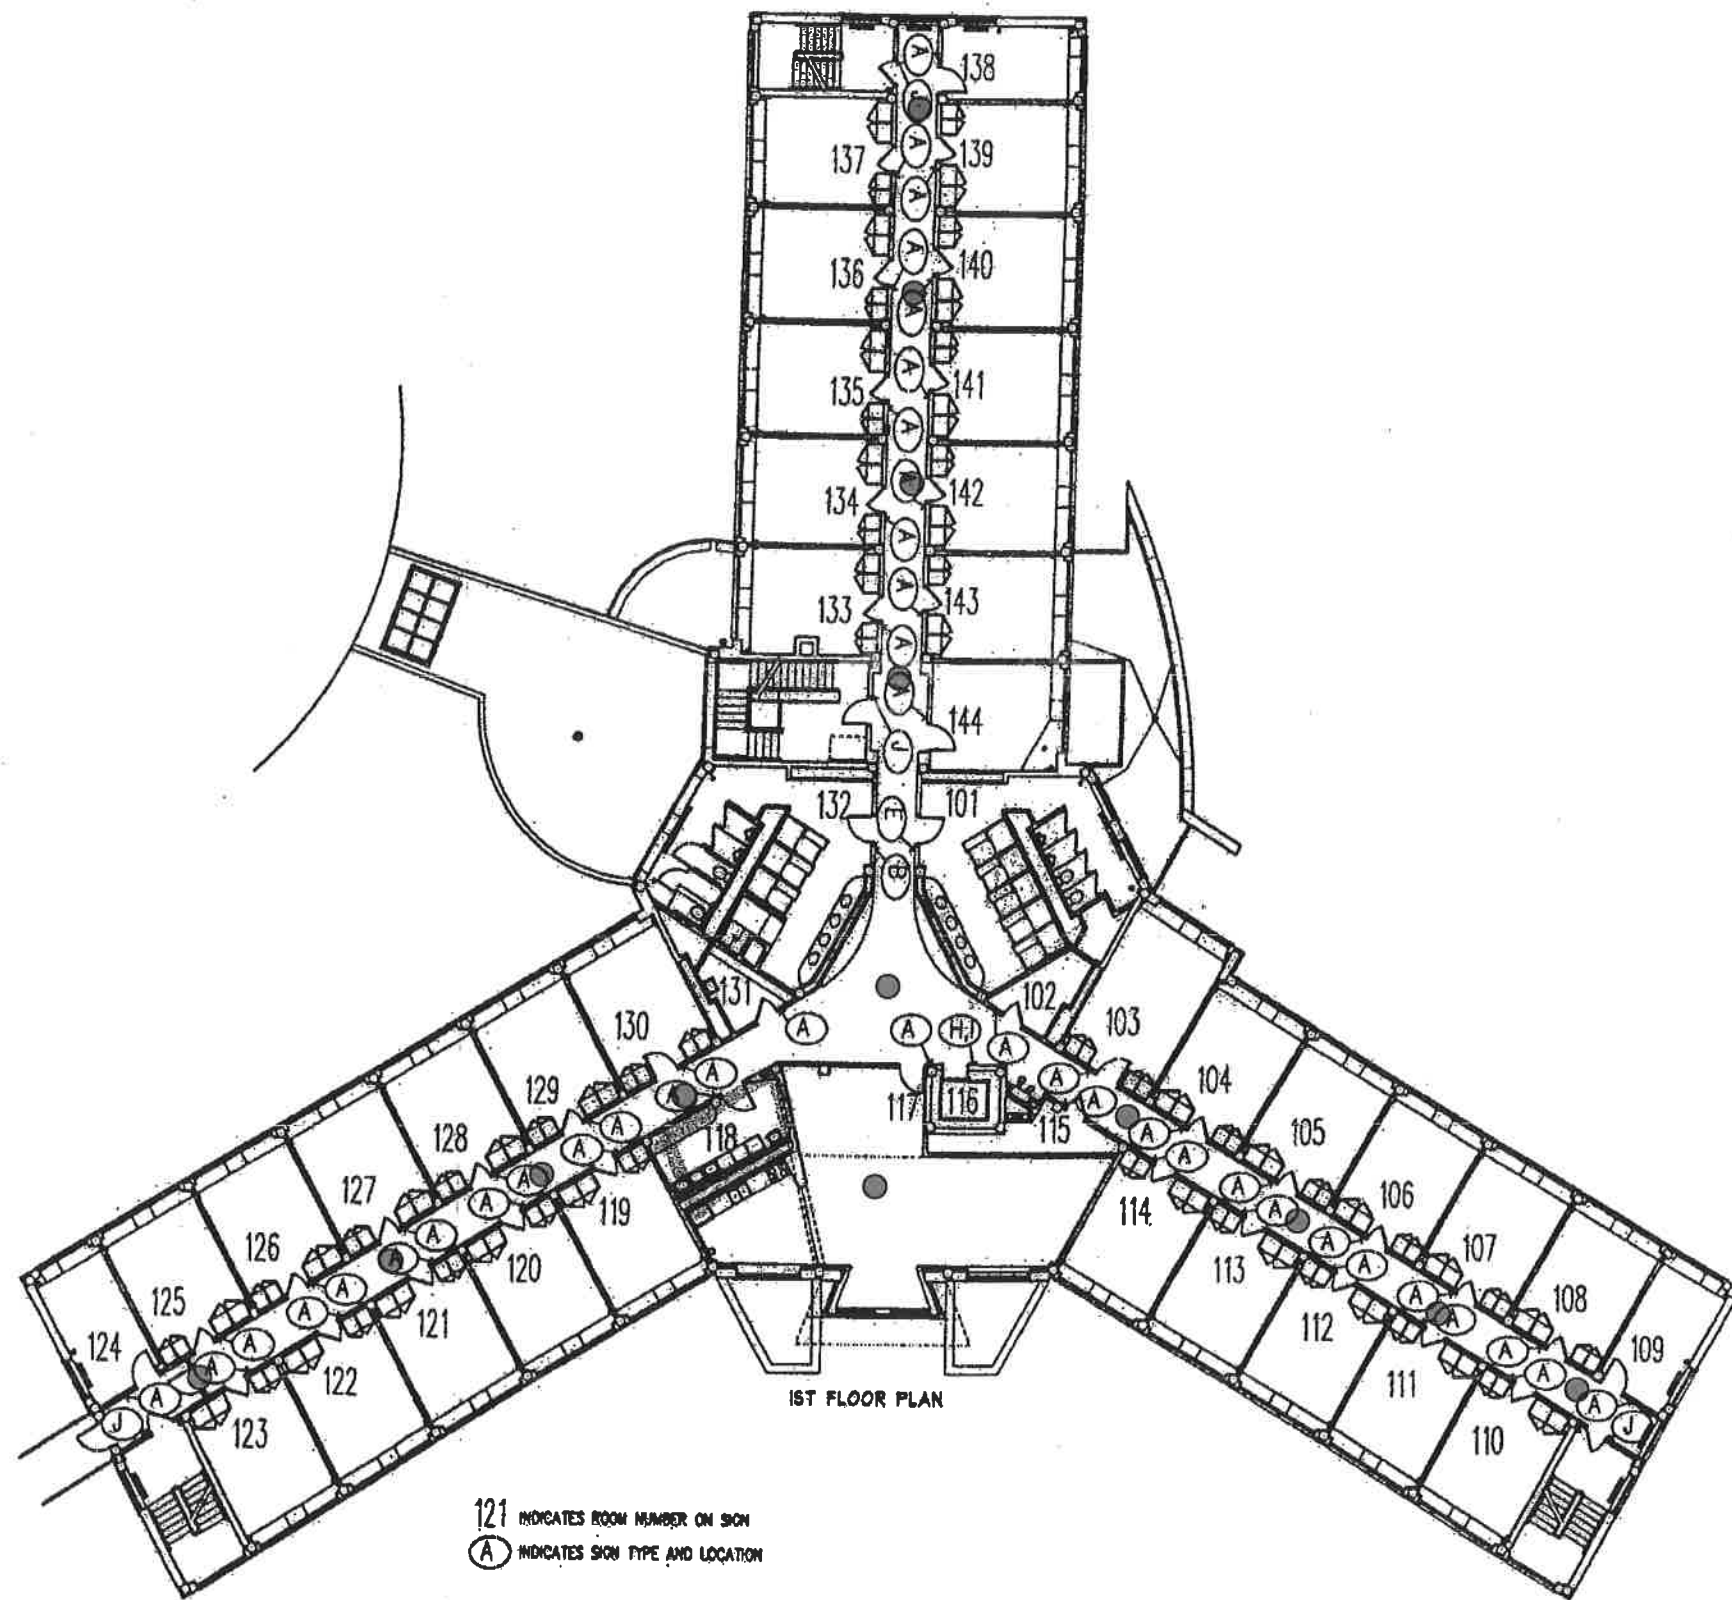 A
138
J
A
137
139
A
A
136
140
A
A
135
141
A
A
134
142
A
A
133
143
A
A
144
J
132
101
E
B
131
102
A
A
H,I
A
130
103
A
A
A
A
129
104
117
116
115
118
A
A
A
A
128
105
119
114
A
A
A
A
127
106
120
113
A
A
A
A
126
107
121
112
A
A
A
A
125
108
122
111
A
A
A
A
124
109
J
J
123
110
1ST FLOOR PLAN
121 INDICATES ROOM NUMBER ON SIGN
A INDICATES SIGN TYPE AND LOCATION